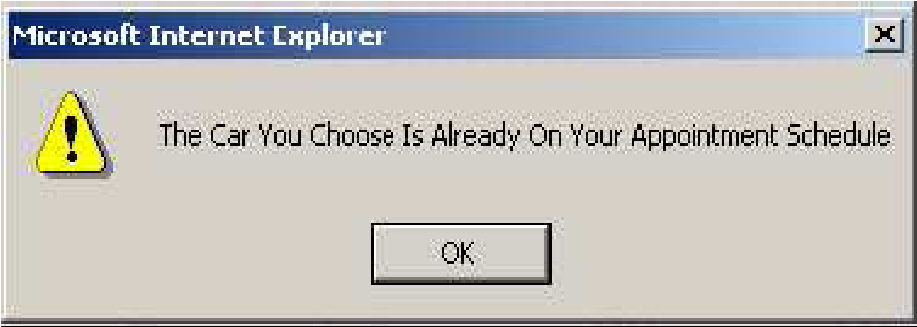 Microsoft Internet Explorer
The Car You Choose Is Already On Your Appointment Schedule
OK